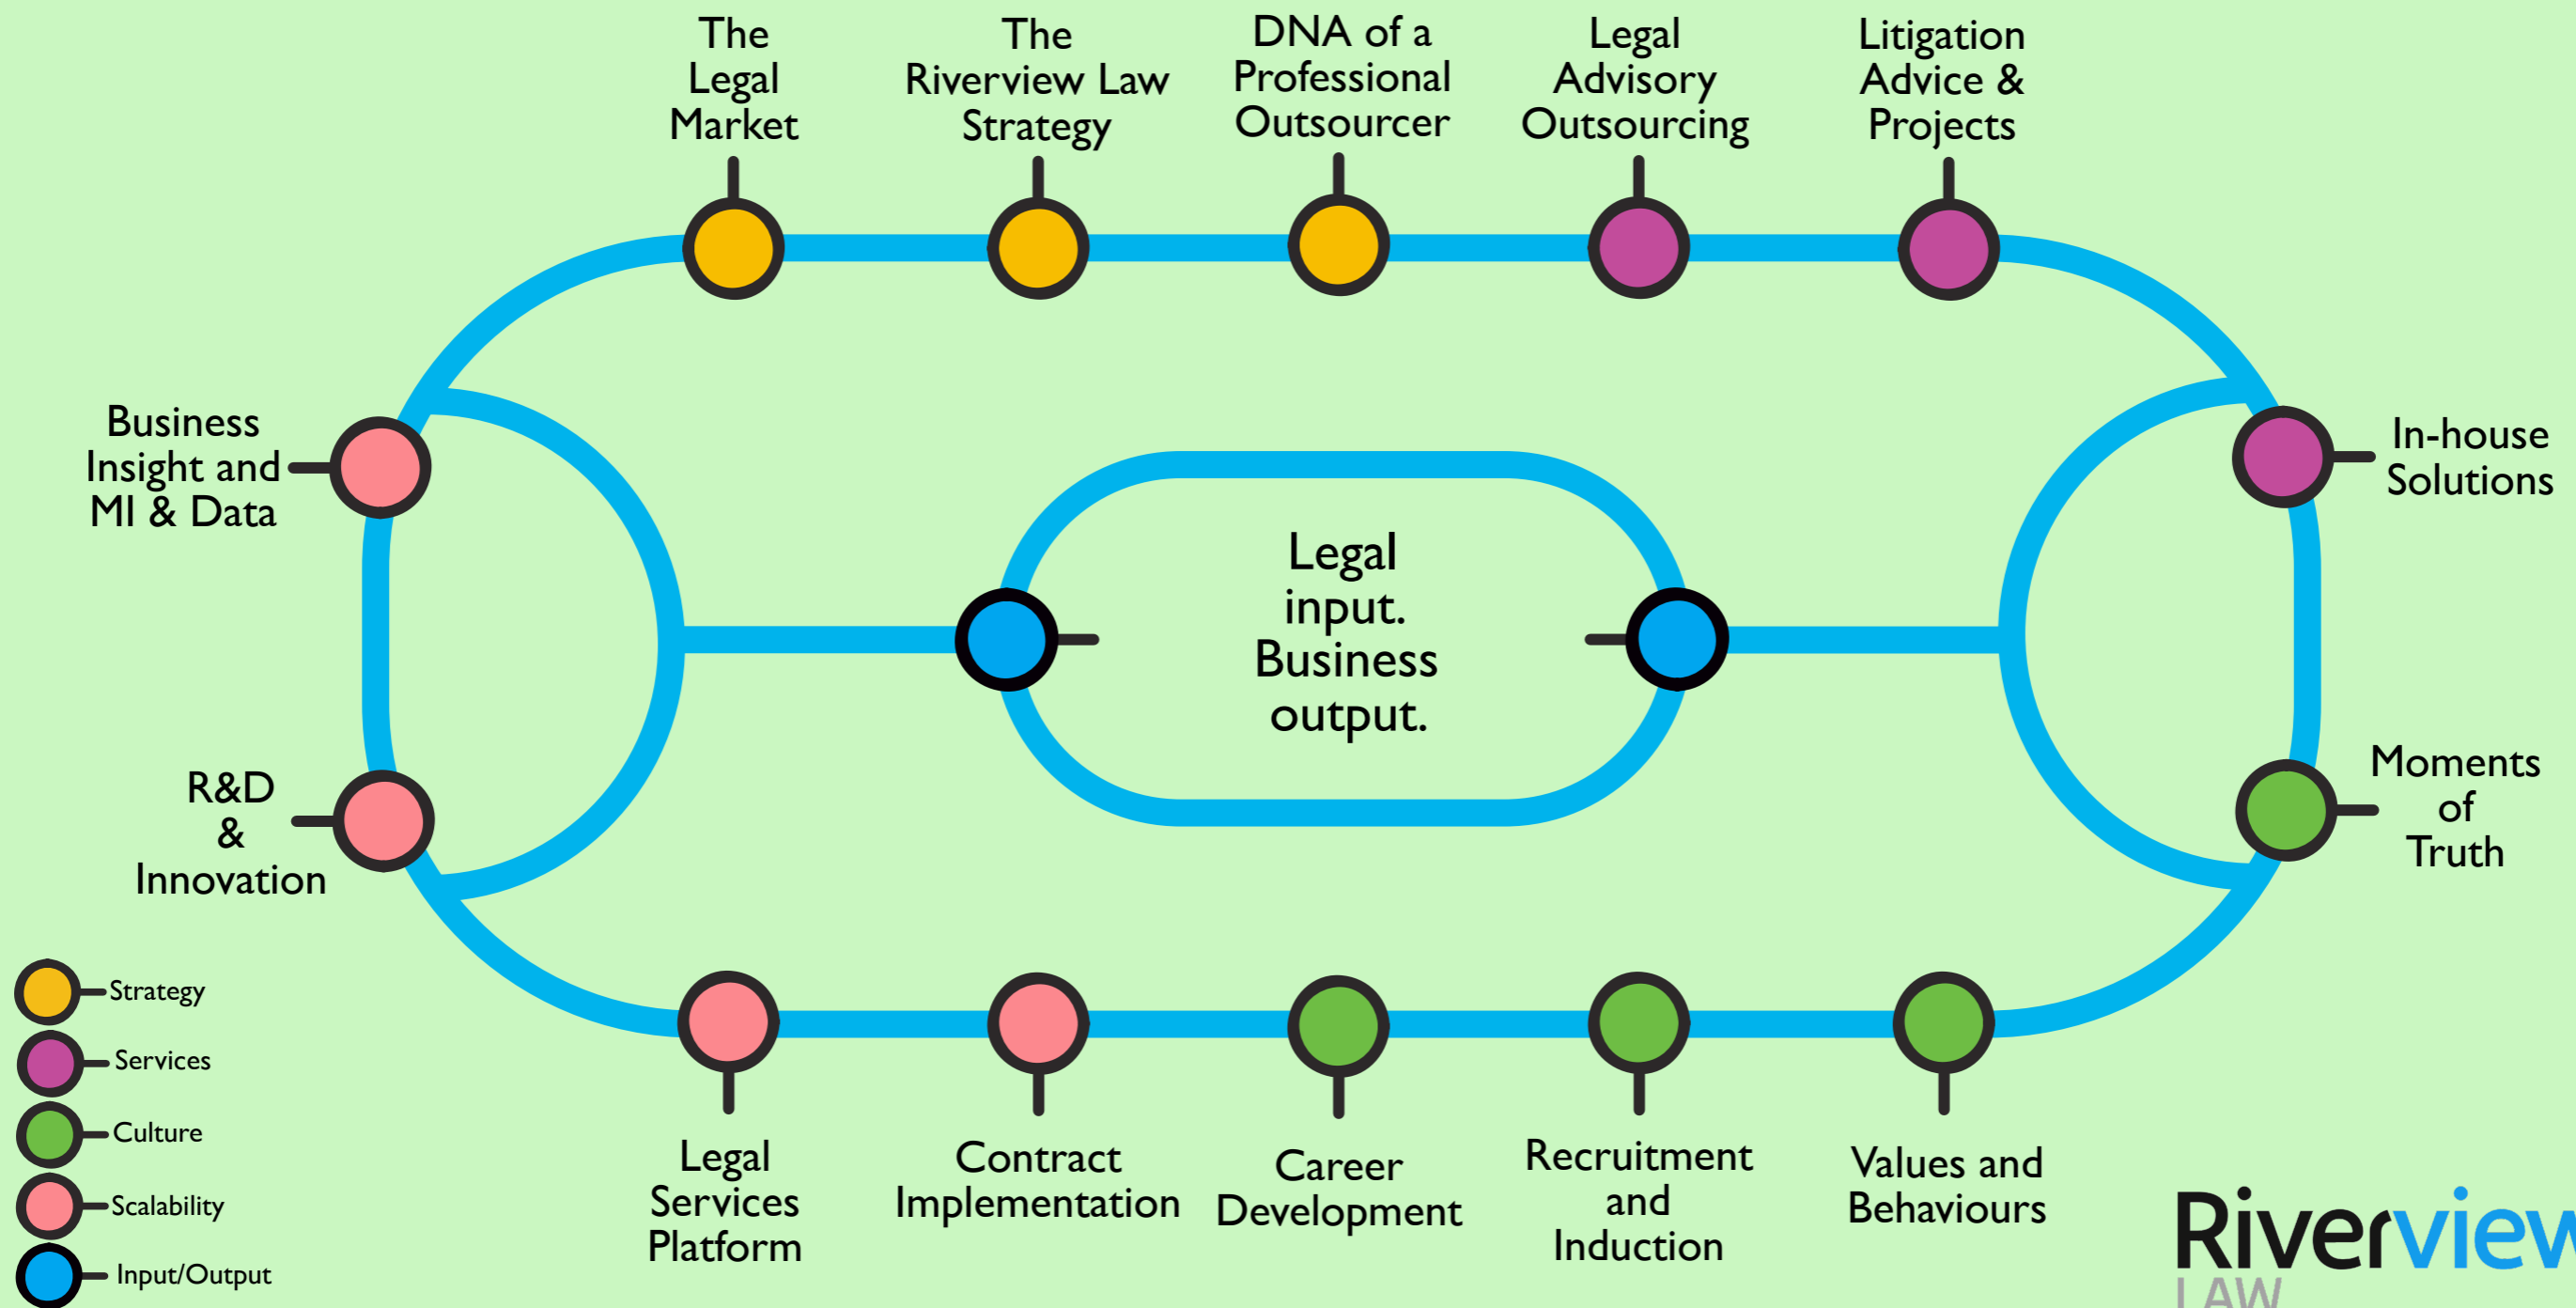 The
Legal
Market
The
Riverview Law
Strategy
DNA of a
Professional
Outsourcer
Legal
Advisory
Outsourcing
Litigation
Advice &
Projects
Business
Insight and
MI & Data
In-house
Solutions
Legal
input.
Business
output.
R&D
&
Innovation
Moments
of
Truth
Strategy
Services
Culture
Scalability
Input/Output
Legal
Services
Platform
Contract
Implementation
Career
Development
Recruitment
and
Induction
Values and
Behaviours
Riverview
LAW